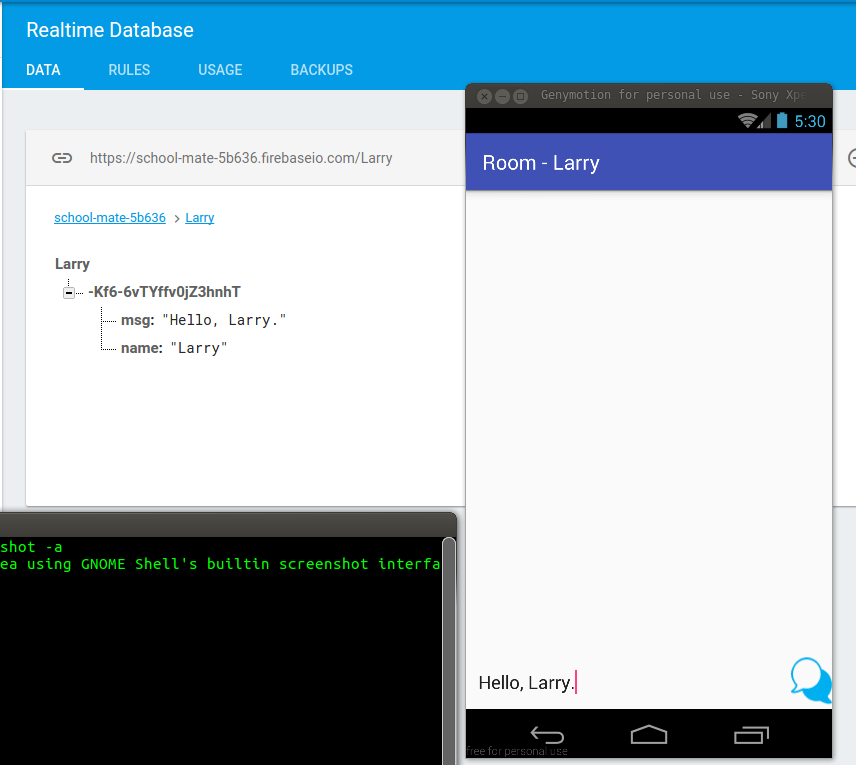 Realtime Database
DATA RULES USAGE BACKUPS
https://school-mate-5b636.firebaseio.com/Larry
school-mate-5b636 > Larry
Larry
-Kf6-6vTYffv0jZ3hnhT
msg: "Hello, Larry."
name: "Larry"
shot -a
ea using GNOME Shell's builtin screenshot interfa
Genymotion for personal use - Sony Xpe
5:30
Room - Larry
Hello, Larry.
free for personal use